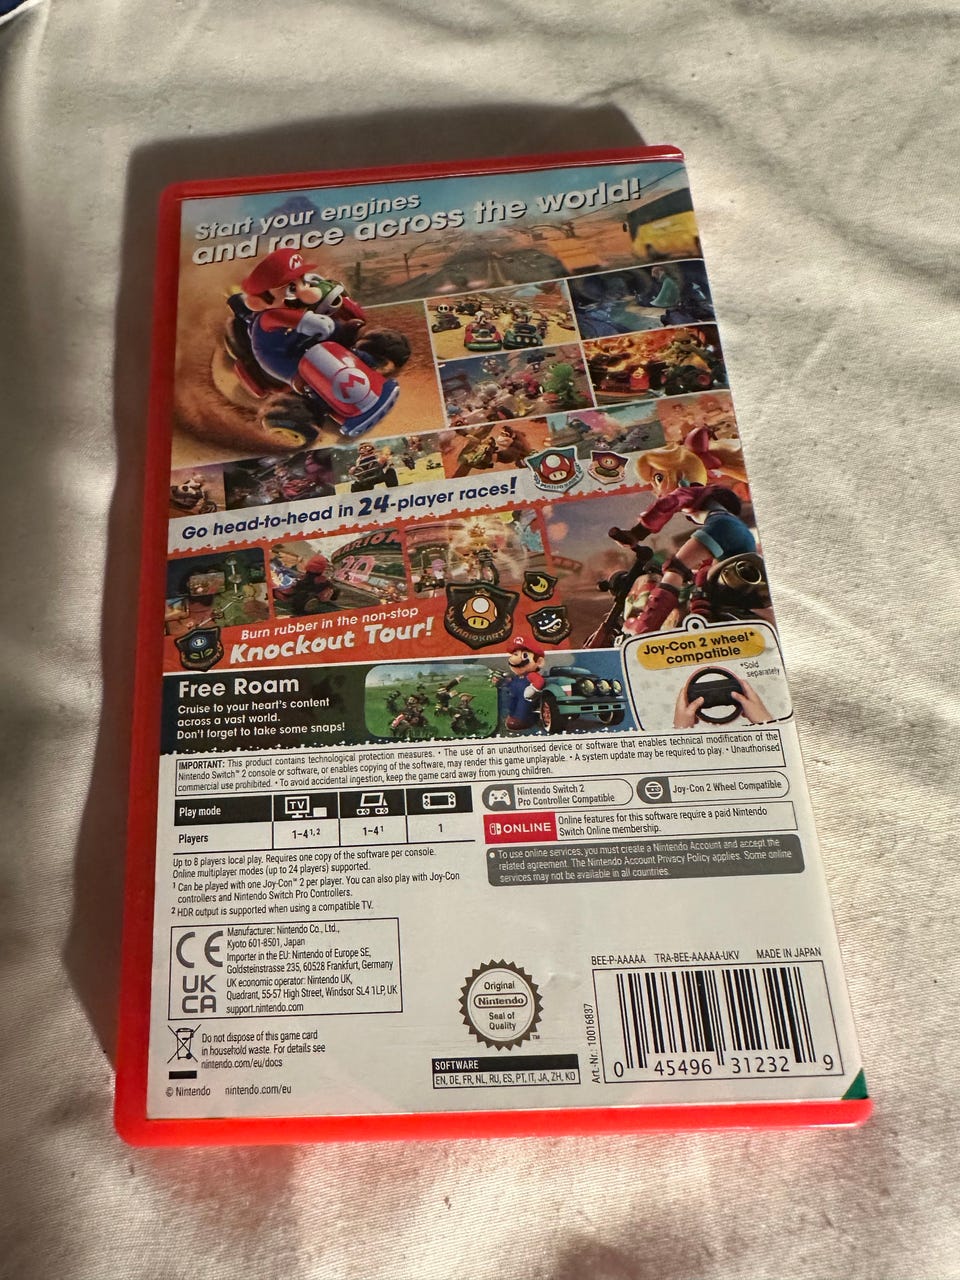 Start your engines
and race across the world!
Go head-to-head in 24-player races!
Burn rubber in the non-stop
Knockout Tour!
Free Roam
Cruise to your heart's content
across a vast world.
Don't forget to take some snaps!
Joy-Con 2 wheel*
compatible
*Sold
separately
IMPORTANT: This product contains technological protection measures. • The use of an unauthorised device or software that enables technical modification of the
Nintendo Switch™ 2 console or software, or enables copying of the software, may render this game unplayable. • A system update may be required to play. • Unauthorised
commercial use prohibited. • To avoid accidental ingestion, keep the game card away from young children.
Play mode
TV
Players
1-4¹,²
1-4¹
1
Nintendo Switch 2
Pro Controller Compatible
Joy-Con 2 Wheel Compatible
ONLINE
Online features for this software require a paid Nintendo
Switch Online membership.
• To use online services, you must create a Nintendo Account and accept the
related agreement. The Nintendo Account Privacy Policy applies. Some online
services may not be available in all countries.
Up to 8 players local play. Requires one copy of the software per console.
Online multiplayer modes (up to 24 players) supported.
¹ Can be played with one Joy-Con™ 2 per player. You can also play with Joy-Con
controllers and Nintendo Switch Pro Controllers.
² HDR output is supported when using a compatible TV.
CE
UK
CA
Manufacturer: Nintendo Co., Ltd.,
Kyoto 601-8501, Japan
Importer in the EU: Nintendo of Europe SE,
Goldsteinstrasse 235, 60528 Frankfurt, Germany
UK economic operator: Nintendo UK,
Quadrant, 55-57 High Street, Windsor SL4 1LP, UK
support.nintendo.com
Do not dispose of this game card
in household waste. For details see
nintendo.com/eu/docs
© Nintendo nintendo.com/eu
Original
Nintendo
Seal of
Quality
™
SOFTWARE
EN, DE, FR, NL, RU, ES, PT, IT, JA, ZH, KO
BEE-P-AAAAA TRA-BEE-AAAAA-UKV MADE IN JAPAN
Art.-Nr.: 10016837
0 45496 31232 9